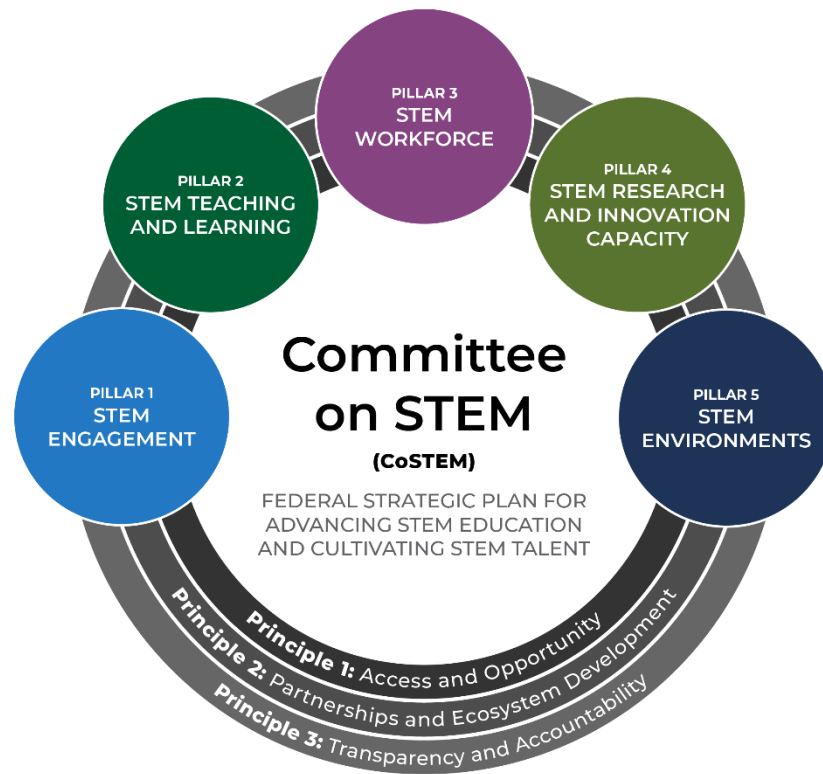 PILLAR 3
STEM
WORKFORCE
PILLAR 2
STEM TEACHING
AND LEARNING
PILLAR 4
STEM RESEARCH
AND INNOVATION
CAPACITY
PILLAR 1
STEM
ENGAGEMENT
Committee
on STEM
(CoSTEM)
FEDERAL STRATEGIC PLAN FOR
ADVANCING STEM EDUCATION
AND CULTIVATING STEM TALENT
PILLAR 5
STEM
ENVIRONMENTS
Principle 1: Access and Opportunity
Principle 2: Partnerships and Ecosystem Development
Principle 3: Transparency and Accountability